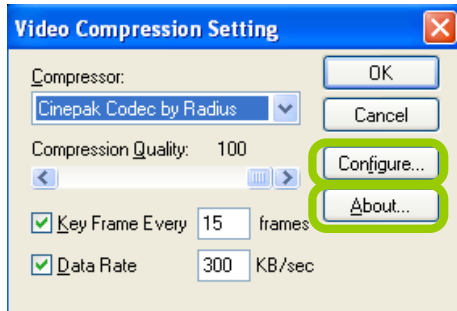 Video Compression Setting
Compressor:
Cinepak Codec by Radius
Compression Quality: 100
Key Frame Every 15 frames
Data Rate 300 KB/sec
OK
Cancel
Configure...
About...